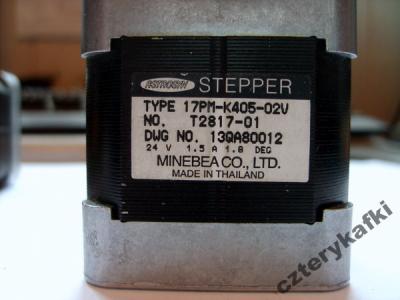 ASTROSYN STEPPER
TYPE 17PM-K405-02V
NO. T2817-01
DWG NO. 13QA80012
24 V 1.5 A 1.8 DEG
MINEBEA CO., LTD.
MADE IN THAILAND
czterykafki